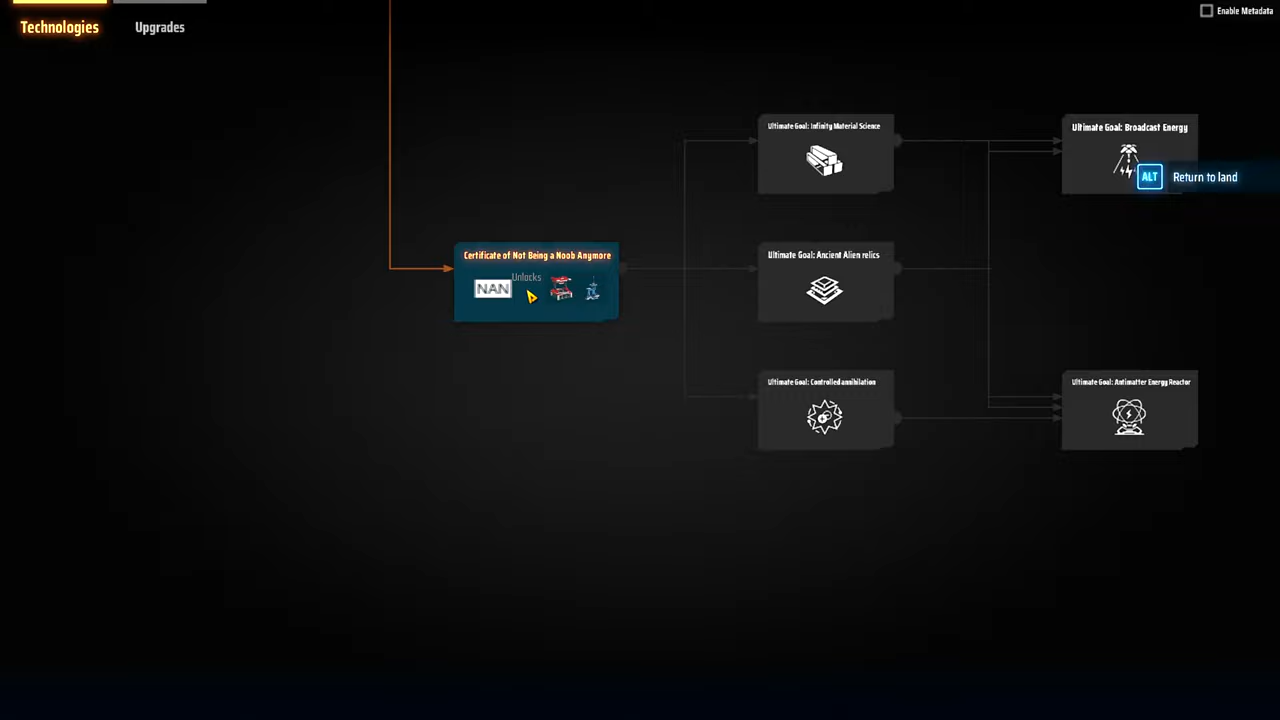 Technologies
Upgrades
Enable Metadata
Ultimate Goal: Infinity Material Science
Ultimate Goal: Broadcast Energy
ALT
Return to land
Certificate of Not Being a Noob Anymore
NAN
Unlocks
Ultimate Goal: Ancient Alien relics
Ultimate Goal: Controlled annihilation
Ultimate Goal: Antimatter Energy Reactor